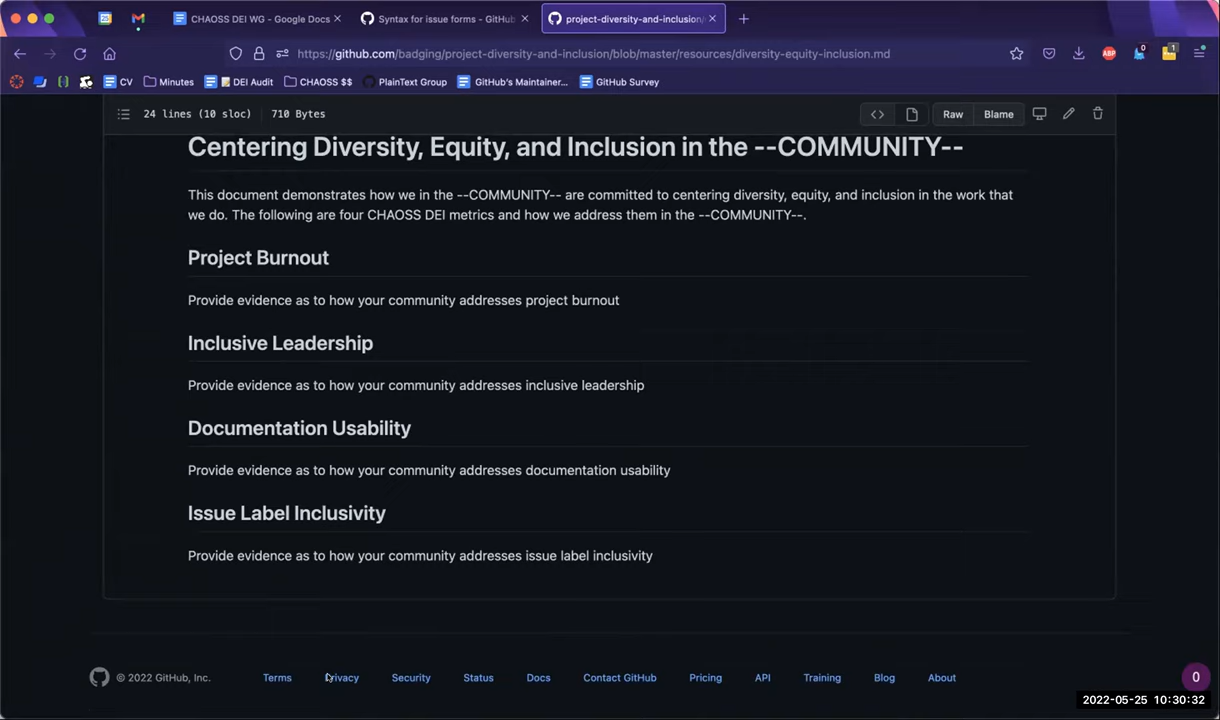 CHAOSS DEI WG - Google Docs
Syntax for issue forms - GitHub
project-diversity-and-inclusion/
https://github.com/badging/project-diversity-and-inclusion/blob/master/resources/diversity-equity-inclusion.md
ABP
0
1
CV
Minutes
DEI Audit
CHAOSS $$
PlainText Group
GitHub's Maintainer...
GitHub Survey
24 lines (10 sloc)
710 Bytes
Raw
Blame
Centering Diversity, Equity, and Inclusion in the --COMMUNITY--
This document demonstrates how we in the --COMMUNITY-- are committed to centering diversity, equity, and inclusion in the work that
we do. The following are four CHAOSS DEI metrics and how we address them in the --COMMUNITY--.
Project Burnout
Provide evidence as to how your community addresses project burnout
Inclusive Leadership
Provide evidence as to how your community addresses inclusive leadership
Documentation Usability
Provide evidence as to how your community addresses documentation usability
Issue Label Inclusivity
Provide evidence as to how your community addresses issue label inclusivity
© 2022 GitHub, Inc.
Terms
Privacy
Security
Status
Docs
Contact GitHub
Pricing
API
Training
Blog
About
0
2022-05-25 10:30:32